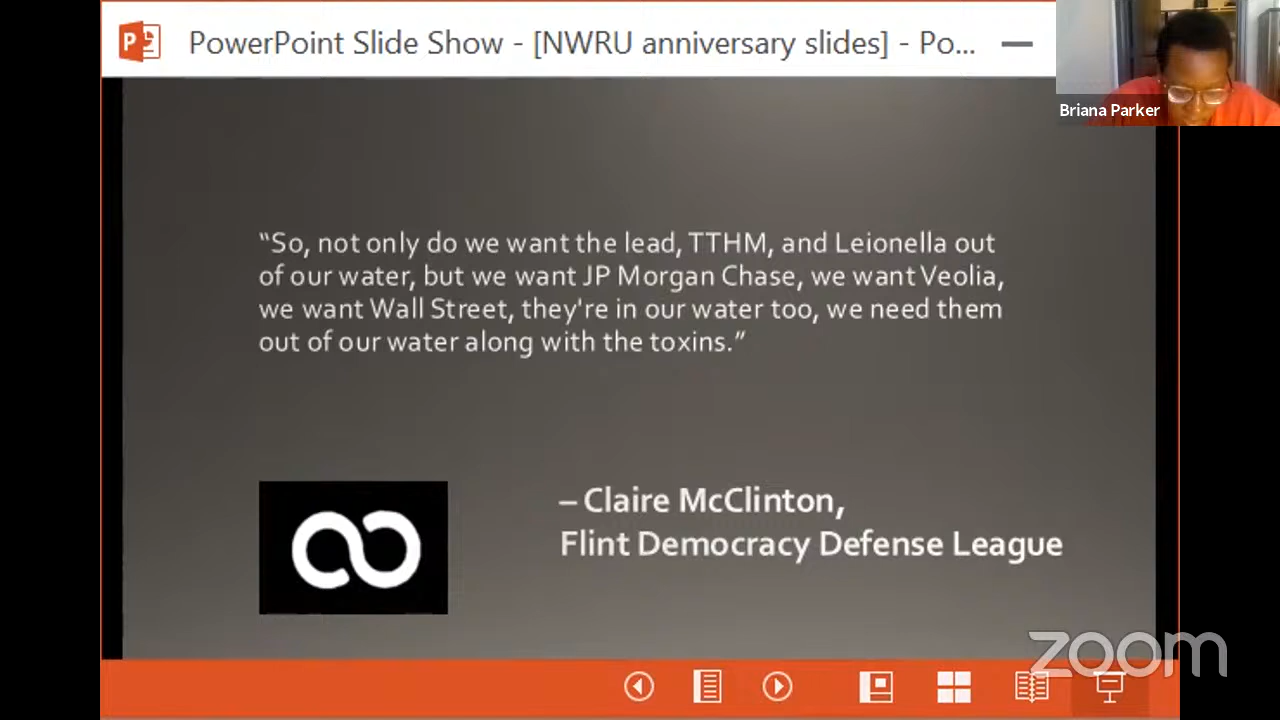 PowerPoint Slide Show - [NWRU anniversary slides] - Po...
Briana Parker
“So, not only do we want the lead, TTHM, and Leionella out
of our water, but we want JP Morgan Chase, we want Veolia,
we want Wall Street, they're in our water too, we need them
out of our water along with the toxins.”
– Claire McClinton,
Flint Democracy Defense League
zoom